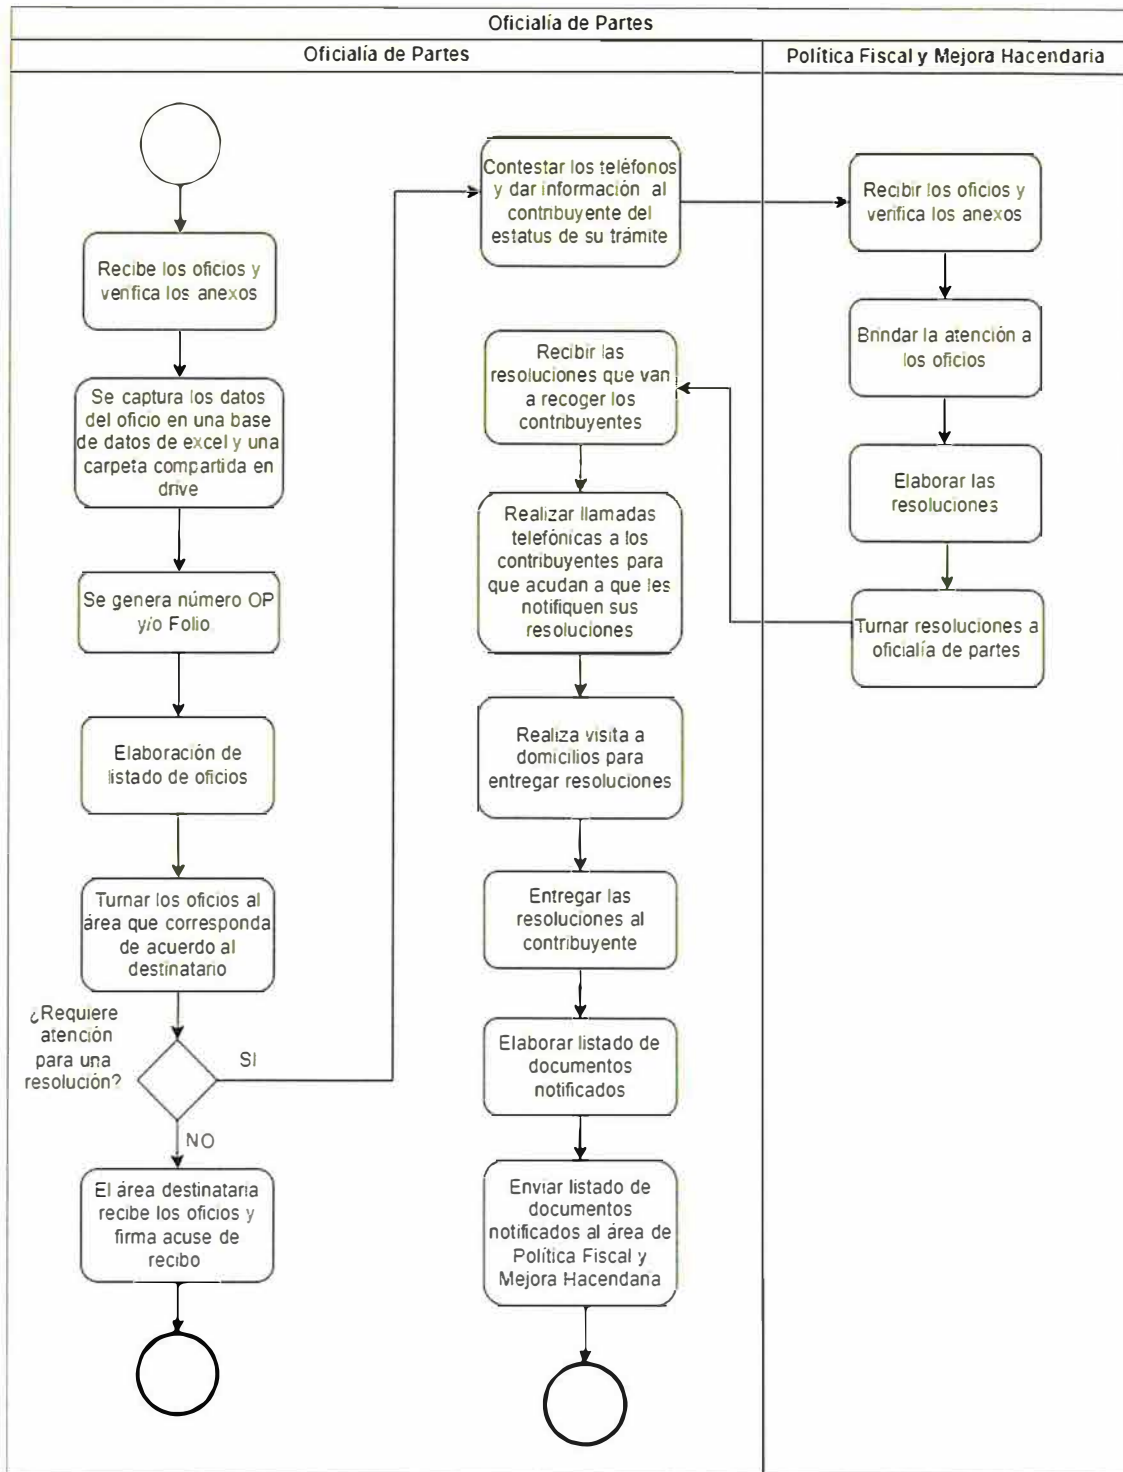 Oficialía de Partes
Oficialía de Partes
Política Fiscal y Mejora Hacendaria
Recibe los oficios y
verifica los anexos
Se captura los datos
del oficio en una base
de datos de excel y una
carpeta compartida en
drive
Se genera número OP
y/o Folio
Elaboración de
listado de oficios
Turnar los oficios al
área que corresponda
de acuerdo al
destinatario
¿Requiere
atención
para una
resolución?
SI
NO
El área destinataria
recibe los oficios y
firma acuse de
recibo
Contestar los teléfonos
y dar información al
contribuyente del
estatus de su trámite
Recibir las
resoluciones que van
a recoger los
contribuyentes
Realizar llamadas
telefónicas a los
contribuyentes para
que acudan a que les
notifiquen sus
resoluciones
Realiza visita a
domicilios para
entregar resoluciones
Entregar las
resoluciones al
contribuyente
Elaborar listado de
documentos
notificados
Enviar listado de
documentos
notificados al área de
Política Fiscal y
Mejora Hacendaria
Recibir los oficios y
verifica los anexos
Brindar la atención a
los oficios
Elaborar las
resoluciones
Turnar resoluciones a
oficialía de partes